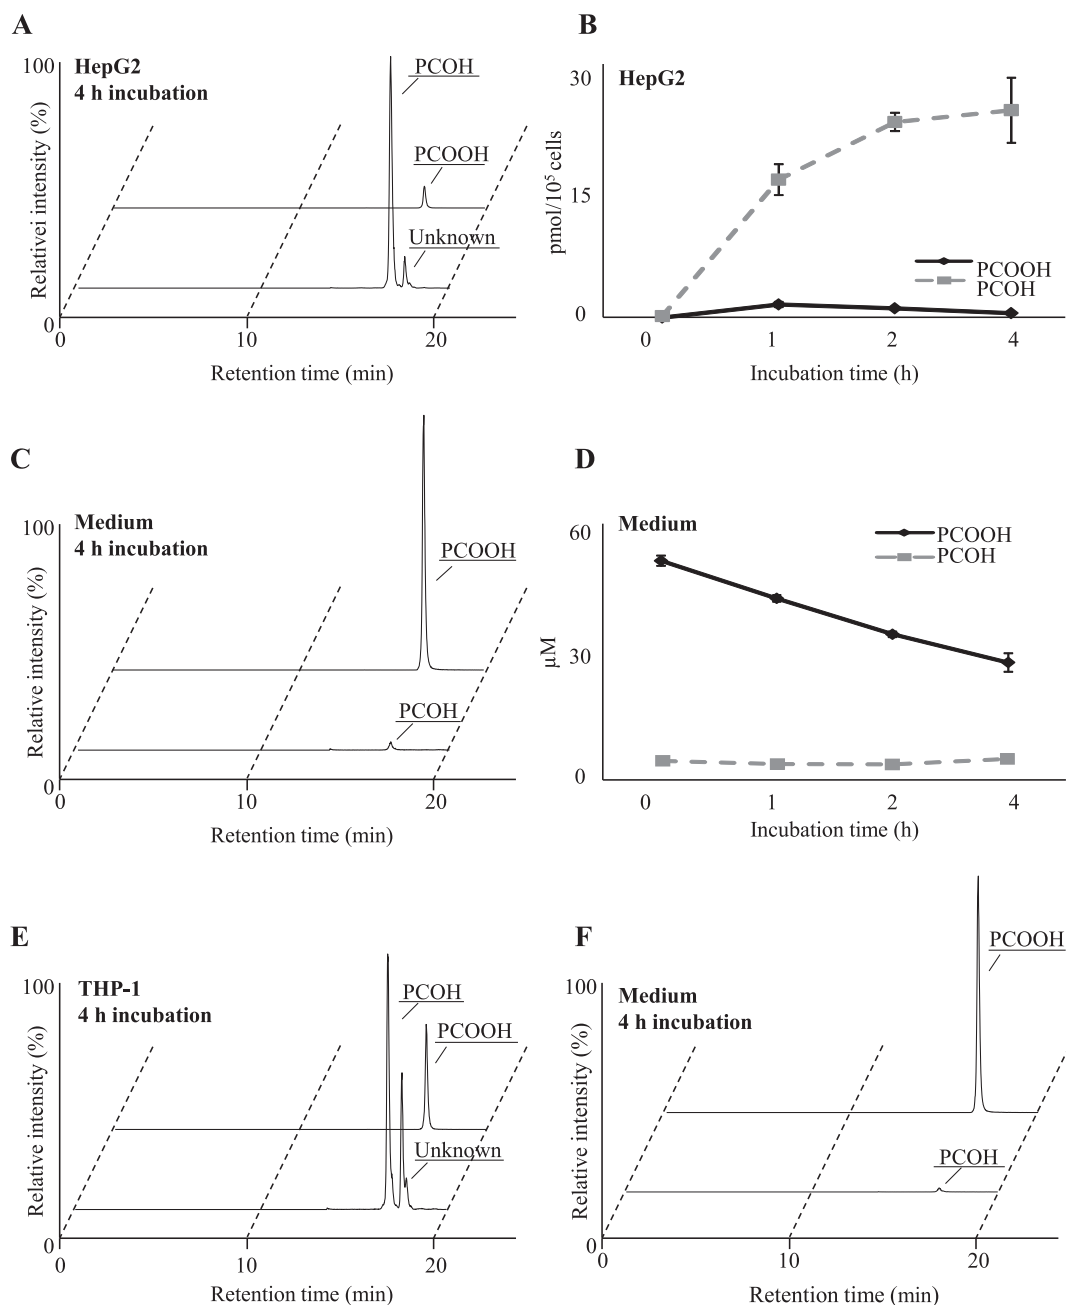 A
100
HepG2
4 h incubation
PCOH
PCOOH
Unknown
Relativei intensity (%)
0
0
10
20
Retention time (min)
B
30
HepG2
15
pmol/10⁵ cells
PCOOH
PCOH
0
0
1
2
4
Incubation time (h)
C
100
Medium
4 h incubation
PCOOH
PCOH
Relative intensity (%)
0
0
10
20
Retention time (min)
D
60
Medium
PCOOH
PCOH
30
µM
0
0
1
2
4
Incubation time (h)
E
100
THP-1
4 h incubation
PCOH
PCOOH
Unknown
Relative intensity (%)
0
0
10
20
Retention time (min)
F
100
Medium
4 h incubation
PCOOH
PCOH
Relative intensity (%)
0
0
10
20
Retention time (min)